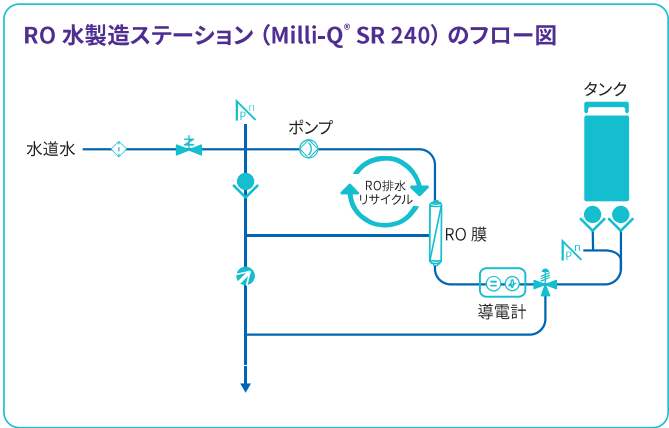 RO 水製造ステーション（Milli-Q® SR 240）のフロー図
タンク
P
ポンプ
水道水
RO排水
リサイクル
RO 膜
P
導電計